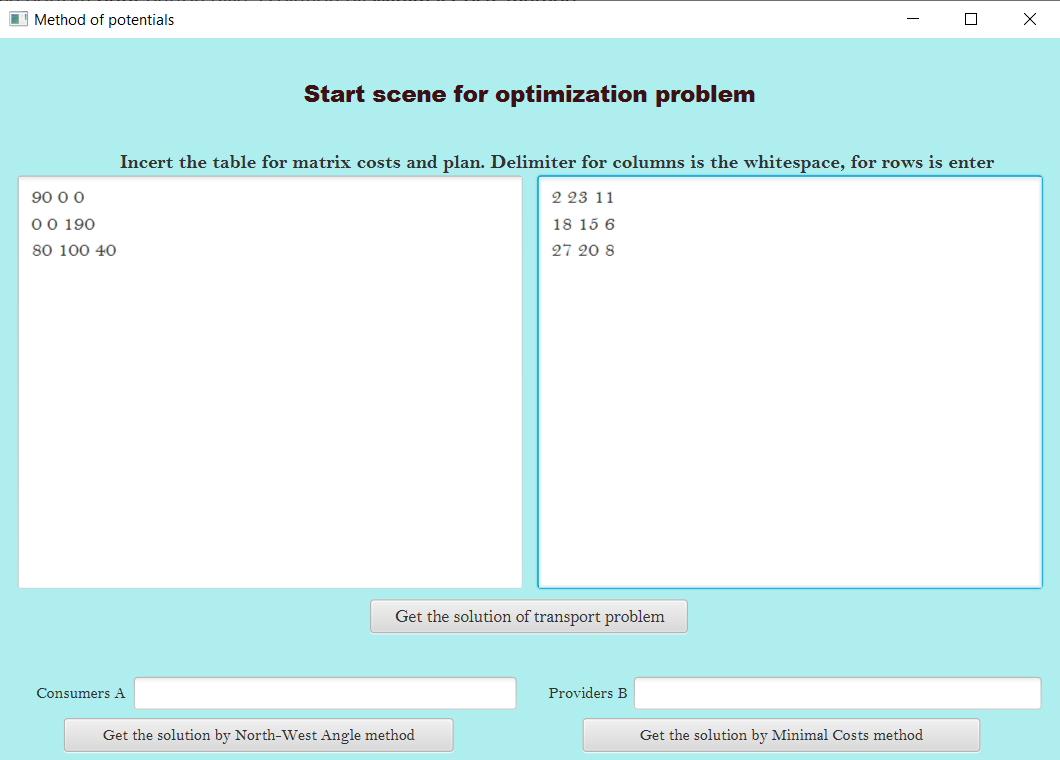 Method of potentials
Start scene for optimization problem
Incert the table for matrix costs and plan. Delimiter for columns is the whitespace, for rows is enter
90 0 0
0 0 190
80 100 40
2 23 11
18 15 6
27 20 8
Get the solution of transport problem
Consumers A
Providers B
Get the solution by North-West Angle method
Get the solution by Minimal Costs method